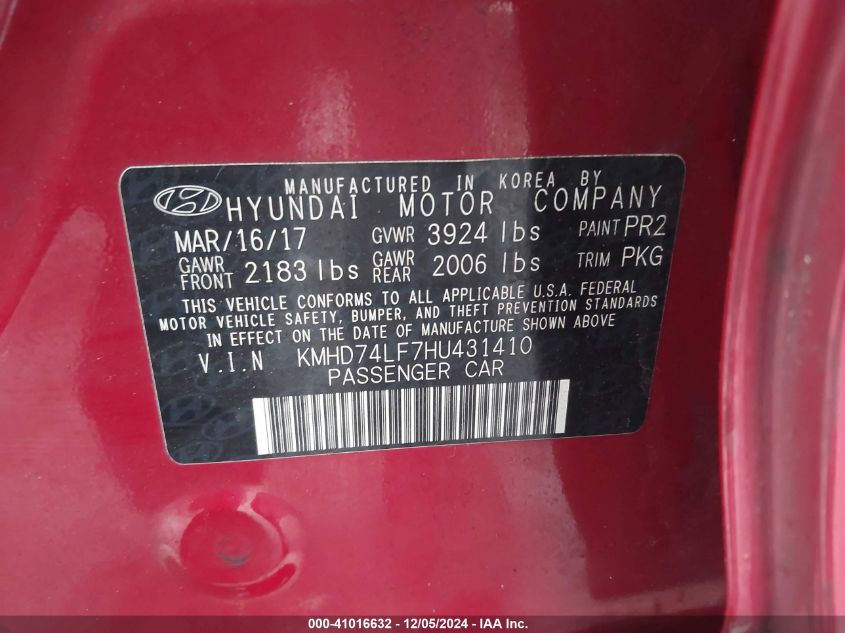 MANUFACTURED IN KOREA BY
HYUNDAI MOTOR COMPANY
MAR/16/17 GVWR 3924 lbs PAINT PR2
GAWR FRONT 2183 lbs GAWR REAR 2006 lbs TRIM PKG
THIS VEHICLE CONFORMS TO ALL APPLICABLE U.S.A. FEDERAL
MOTOR VEHICLE SAFETY, BUMPER, AND THEFT PREVENTION STANDARDS
IN EFFECT ON THE DATE OF MANUFACTURE SHOWN ABOVE
V.I.N KMHD74LF7HU431410
PASSENGER CAR
000-41016632 - 12/05/2024 - IAA Inc.